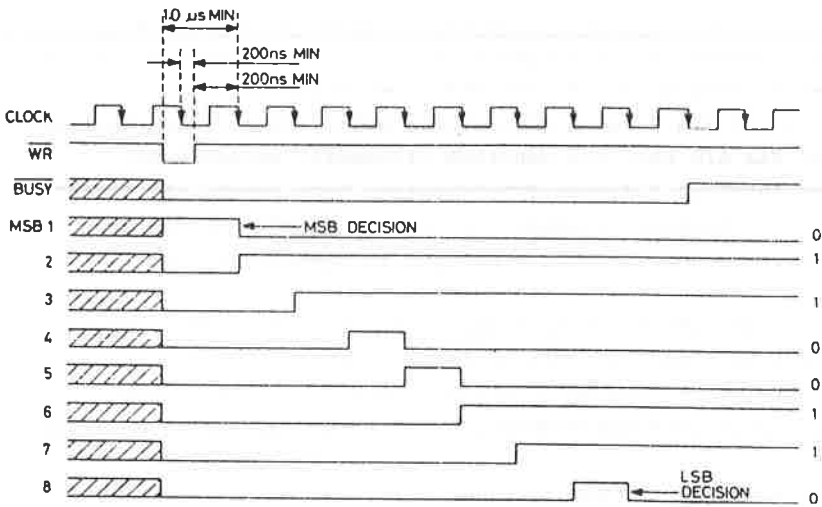 1.0 µs MIN
200ns MIN
200ns MIN
CLOCK
WR
BUSY
MSB 1
MSB DECISION
0
2
1
3
1
4
0
5
0
6
1
7
1
8
LSB
DECISION
0